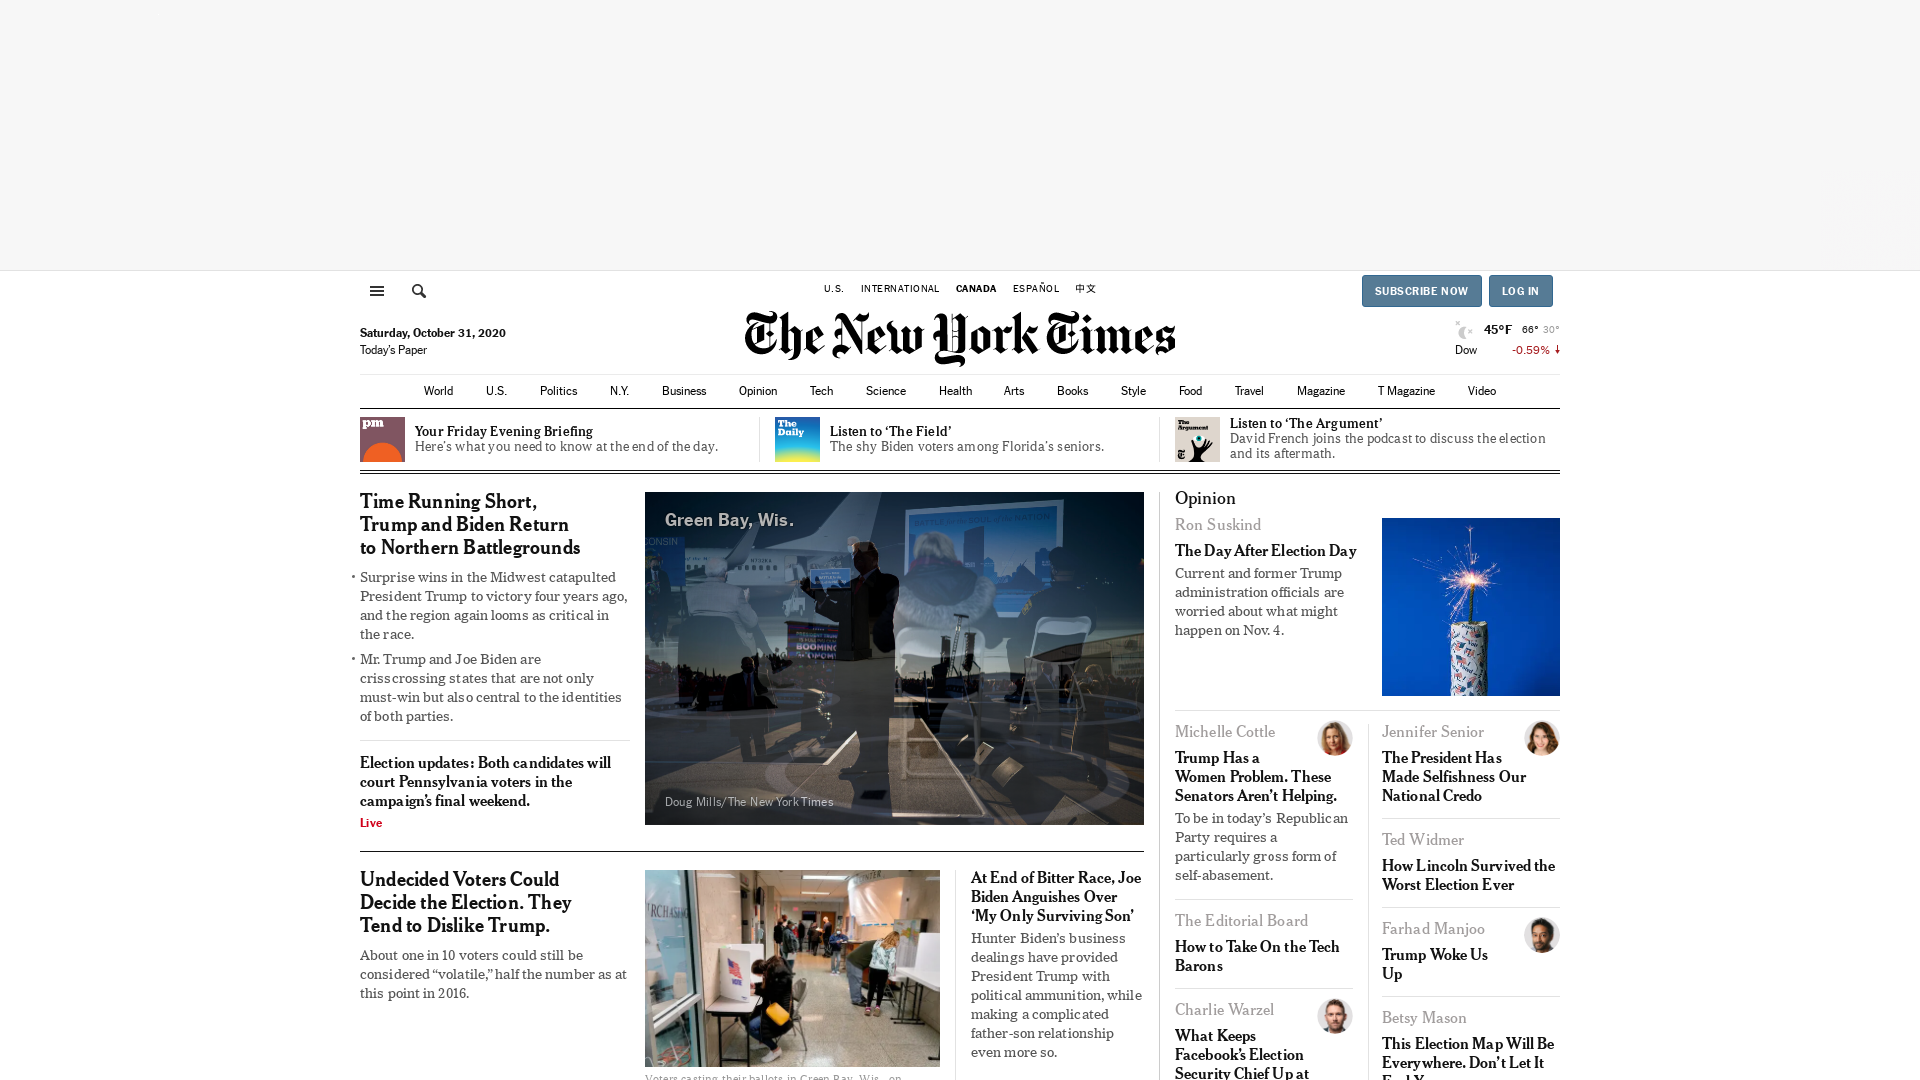 U.S. INTERNATIONAL CANADA ESPAÑOL 中文
SUBSCRIBE NOW
LOG IN
Saturday, October 31, 2020
Today's Paper
The New York Times
45°F 66° 30°
Dow -0.59%
World U.S. Politics N.Y. Business Opinion Tech Science Health Arts Books Style Food Travel Magazine T Magazine Video
pm
Your Friday Evening Briefing
Here's what you need to know at the end of the day.
The
Daily
Listen to ‘The Field’
The shy Biden voters among Florida's seniors.
The
Argument
Listen to ‘The Argument’
David French joins the podcast to discuss the election
and its aftermath.
Time Running Short,
Trump and Biden Return
to Northern Battlegrounds
Surprise wins in the Midwest catapulted
President Trump to victory four years ago,
and the region again looms as critical in
the race.
Mr. Trump and Joe Biden are
crisscrossing states that are not only
must-win but also central to the identities
of both parties.
Election updates: Both candidates will
court Pennsylvania voters in the
campaign's final weekend.
Live
Green Bay, Wis.
BATTLE for the SOUL of the NATION
Doug Mills/The New York Times
Undecided Voters Could
Decide the Election. They
Tend to Dislike Trump.
About one in 10 voters could still be
considered “volatile,” half the number as at
this point in 2016.
Voters casting their ballots in Green Bay, Wis., on
At End of Bitter Race, Joe
Biden Anguishes Over
‘My Only Surviving Son’
Hunter Biden's business
dealings have provided
President Trump with
political ammunition, while
making a complicated
father-son relationship
even more so.
Opinion
Ron Suskind
The Day After Election Day
Current and former Trump
administration officials are
worried about what might
happen on Nov. 4.
Michelle Cottle
Trump Has a
Women Problem. These
Senators Aren't Helping.
To be in today's Republican
Party requires a
particularly gross form of
self-abasement.
The Editorial Board
How to Take On the Tech
Barons
Charlie Warzel
What Keeps
Facebook's Election
Security Chief Up at
Jennifer Senior
The President Has
Made Selfishness Our
National Credo
Ted Widmer
How Lincoln Survived the
Worst Election Ever
Farhad Manjoo
Trump Woke Us
Up
Betsy Mason
This Election Map Will Be
Everywhere. Don't Let It